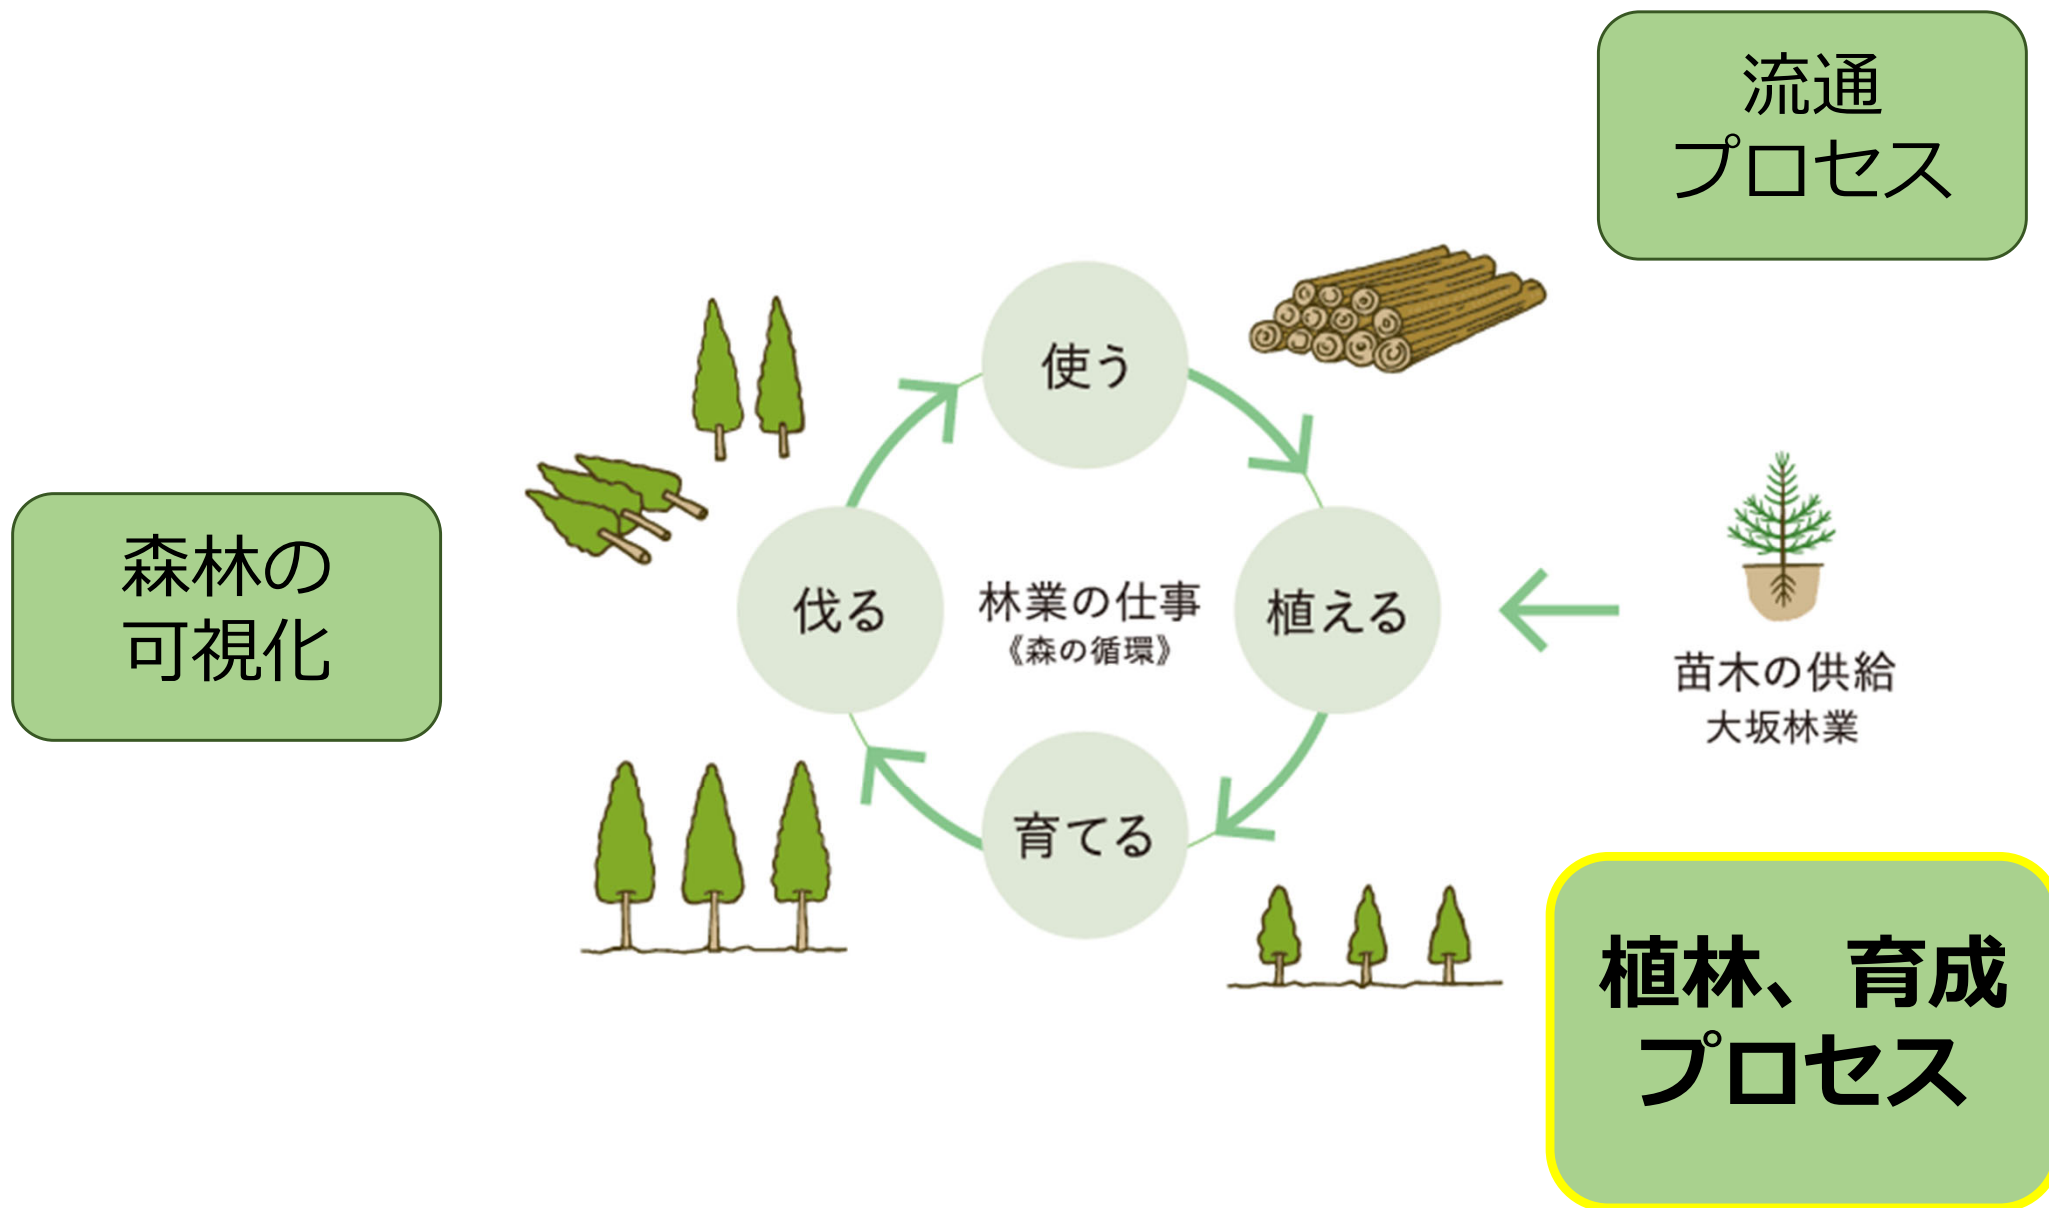 流通
プロセス
使う
森林の
可視化
伐る
林業の仕事
《森の循環》
植える
苗木の供給
大坂林業
育てる
植林、育成
プロセス